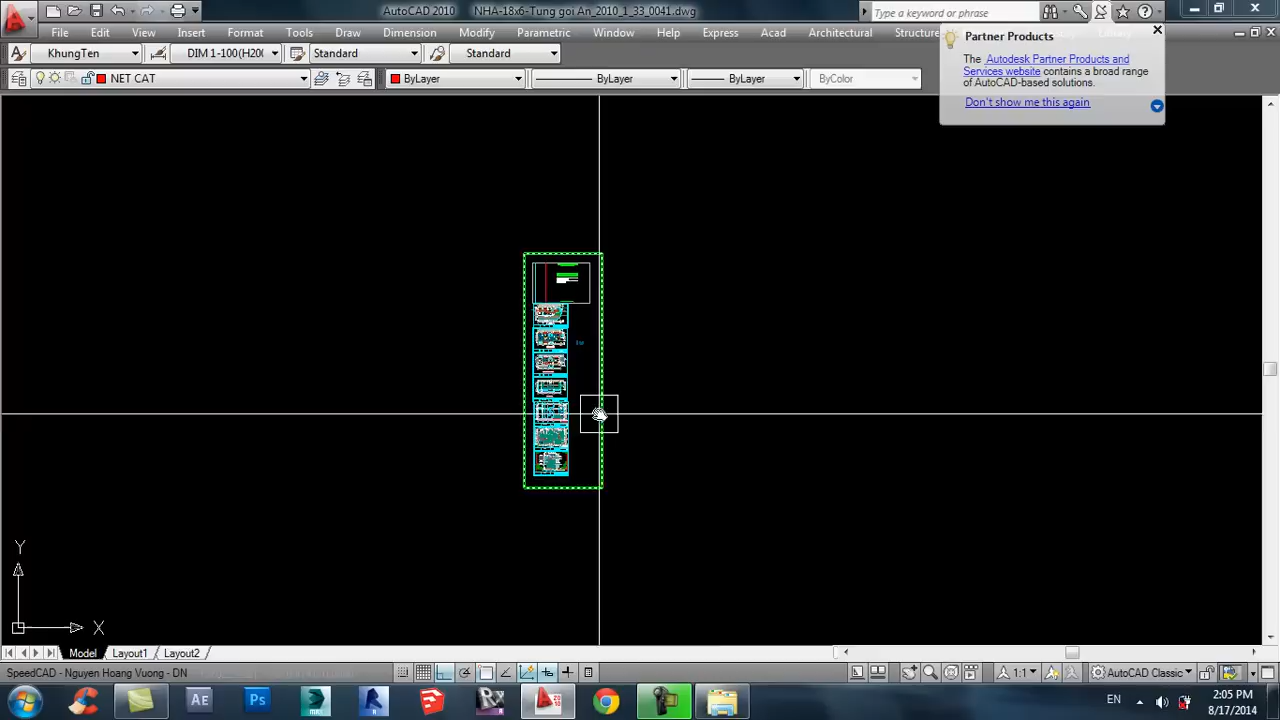 AutoCAD 2010 NHA-18x6-Tung goi An_2010_1_33_0041.dwg Type a keyword or phrase
File Edit View Insert Format Tools Draw Dimension Modify Parametric Window Help Express Acad Architectural
KhungTen DIM 1-100(H20 Standard Standard
NET CAT ByLayer ByLayer ByLayer ByColor
Partner Products
The Autodesk Partner Products and
Services website contains a broad range
of AutoCAD-based solutions.
Don't show me this again
Y
X
Model Layout1 Layout2
SpeedCAD - Nguyen Hoang Vuong - DN 1:1 AutoCAD Classic
Ae Ps EN 2:05 PM
8/17/2014